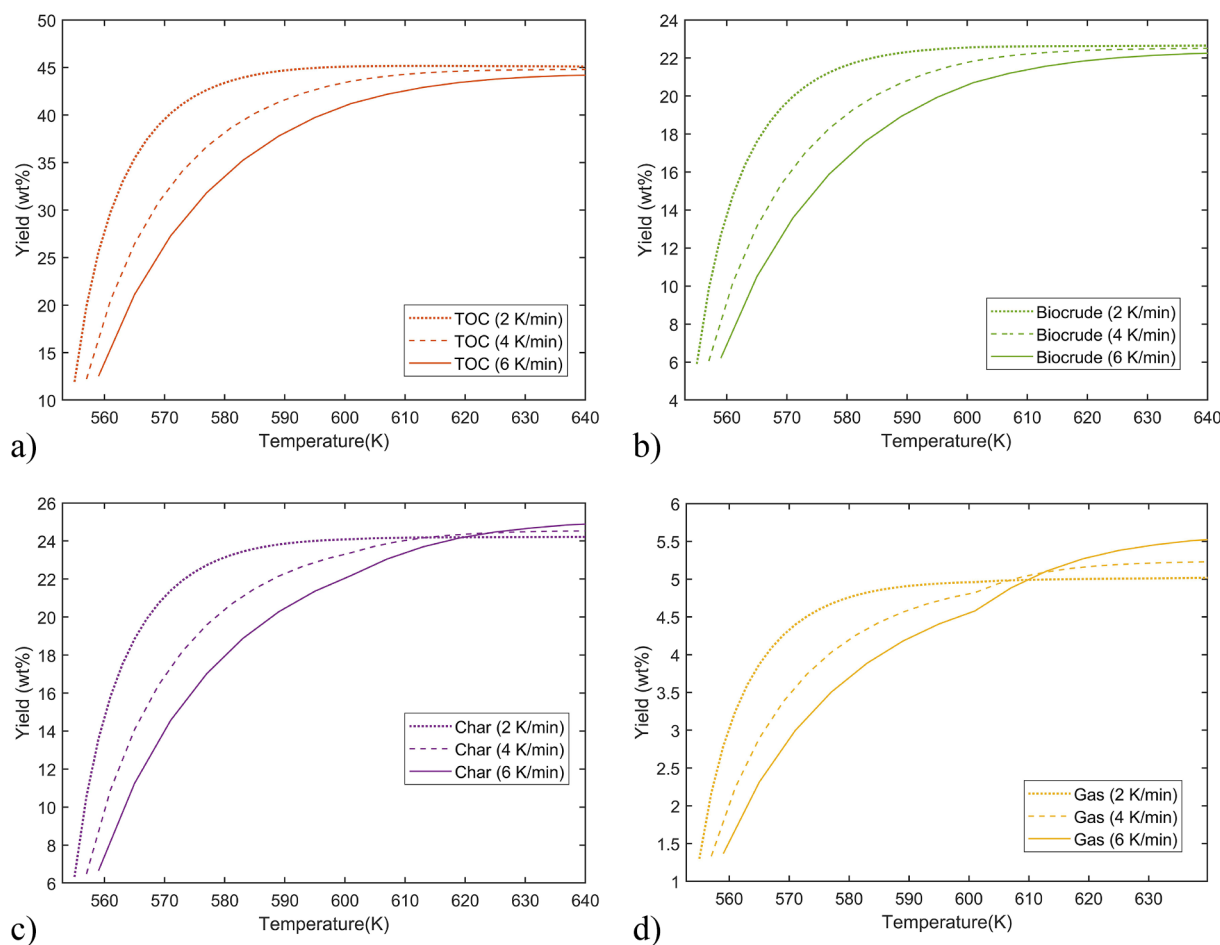 50
45
40
35
30
25
20
15
10
Yield (wt%)
TOC (2 K/min)
TOC (4 K/min)
TOC (6 K/min)
560 570 580 590 600 610 620 630 640
Temperature(K)
a)
24
22
20
18
16
14
12
10
8
6
4
Yield (wt%)
Biocrude (2 K/min)
Biocrude (4 K/min)
Biocrude (6 K/min)
560 570 580 590 600 610 620 630 640
Temperature(K)
b)
26
24
22
20
18
16
14
12
10
8
6
Yield (wt%)
Char (2 K/min)
Char (4 K/min)
Char (6 K/min)
560 570 580 590 600 610 620 630 640
Temperature(K)
c)
6
5.5
5
4.5
4
3.5
3
2.5
2
1.5
1
Yield (wt%)
Gas (2 K/min)
Gas (4 K/min)
Gas (6 K/min)
560 570 580 590 600 610 620 630 640
Temperature(K)
d)